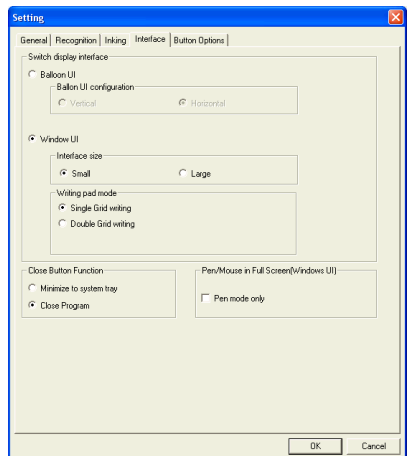 Setting
General Recognition Inking Interface Button Options
Switch display interface
Balloon UI
Ballon UI configuration
Vertical Horizontal
Window UI
Interface size
Small Large
Writing pad mode
Single Grid writing
Double Grid writing
Close Button Function Pen/Mouse in Full Screen(Windows UI)
Minimize to system tray
Pen mode only
Close Program
OK Cancel